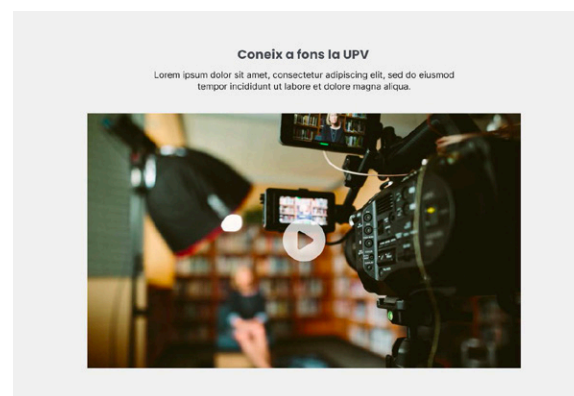 Coneix a fons la UPV
Lorem ipsum dolor sit amet, consectetur adipiscing elit, sed do eiusmod
tempor incididunt ut labore et dolore magna aliqua.